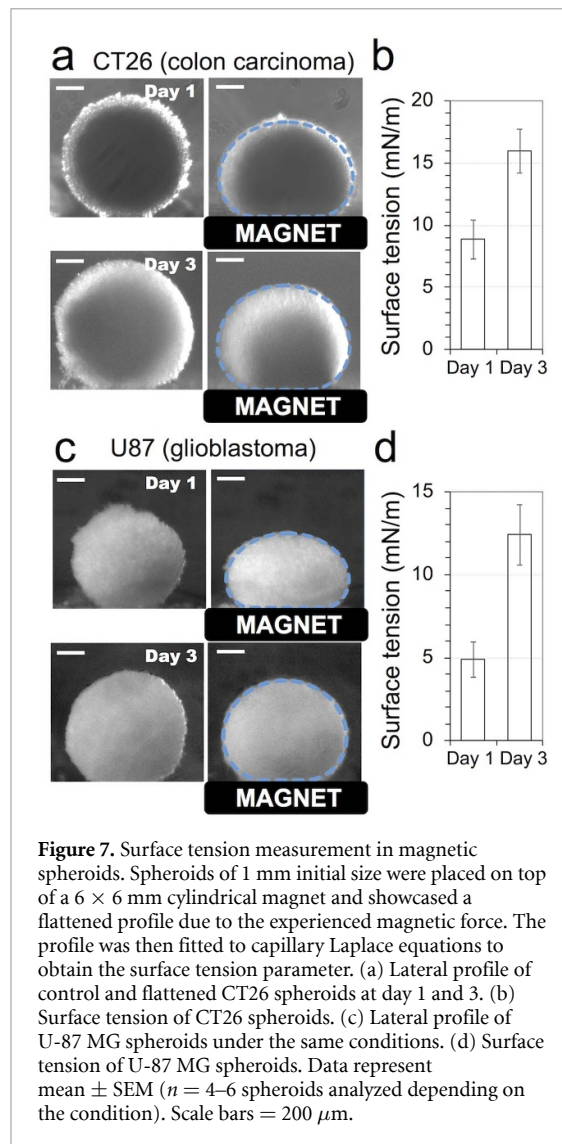 a CT26 (colon carcinoma)
Day 1
MAGNET
Day 3
MAGNET
b
Surface tension (mN/m)
20
15
10
5
0
Day 1 Day 3
c U87 (glioblastoma)
Day 1
MAGNET
Day 3
MAGNET
d
Surface tension (mN/m)
15
10
5
0
Day 1 Day 3
Figure 7. Surface tension measurement in magnetic
spheroids. Spheroids of 1 mm initial size were placed on top
of a 6 × 6 mm cylindrical magnet and showcased a
flattened profile due to the experienced magnetic force. The
profile was then fitted to capillary Laplace equations to
obtain the surface tension parameter. (a) Lateral profile of
control and flattened CT26 spheroids at day 1 and 3. (b)
Surface tension of CT26 spheroids. (c) Lateral profile of
U-87 MG spheroids under the same conditions. (d) Surface
tension of U-87 MG spheroids. Data represent
mean ± SEM (n = 4–6 spheroids analyzed depending on
the condition). Scale bars = 200 μm.